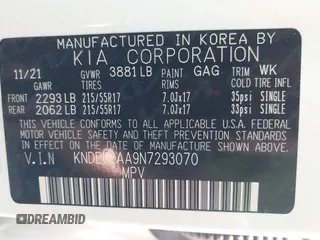 MANUFACTURED IN KOREA BY
KIA CORPORATION
11/21 GVWR 3881 LB PAINT GAG TRIM WK
TIRES RIMS COLD TIRE INFL
FRONT 2293 LB 215/55R17 7.0JX17 35psi SINGLE
REAR 2062 LB 215/55R17 7.0JX17 33psi SINGLE
THIS VEHICLE CONFORMS TO ALL APPLICABLE U.S. FEDERAL
MOTOR VEHICLE SAFETY, BUMPER, AND THEFT PREVENTION
STANDARDS IN EFFECT ON THE DATE OF MANUFACTURE
SHOWN ABOVE.
V.I.N
MPV
DREAMBID